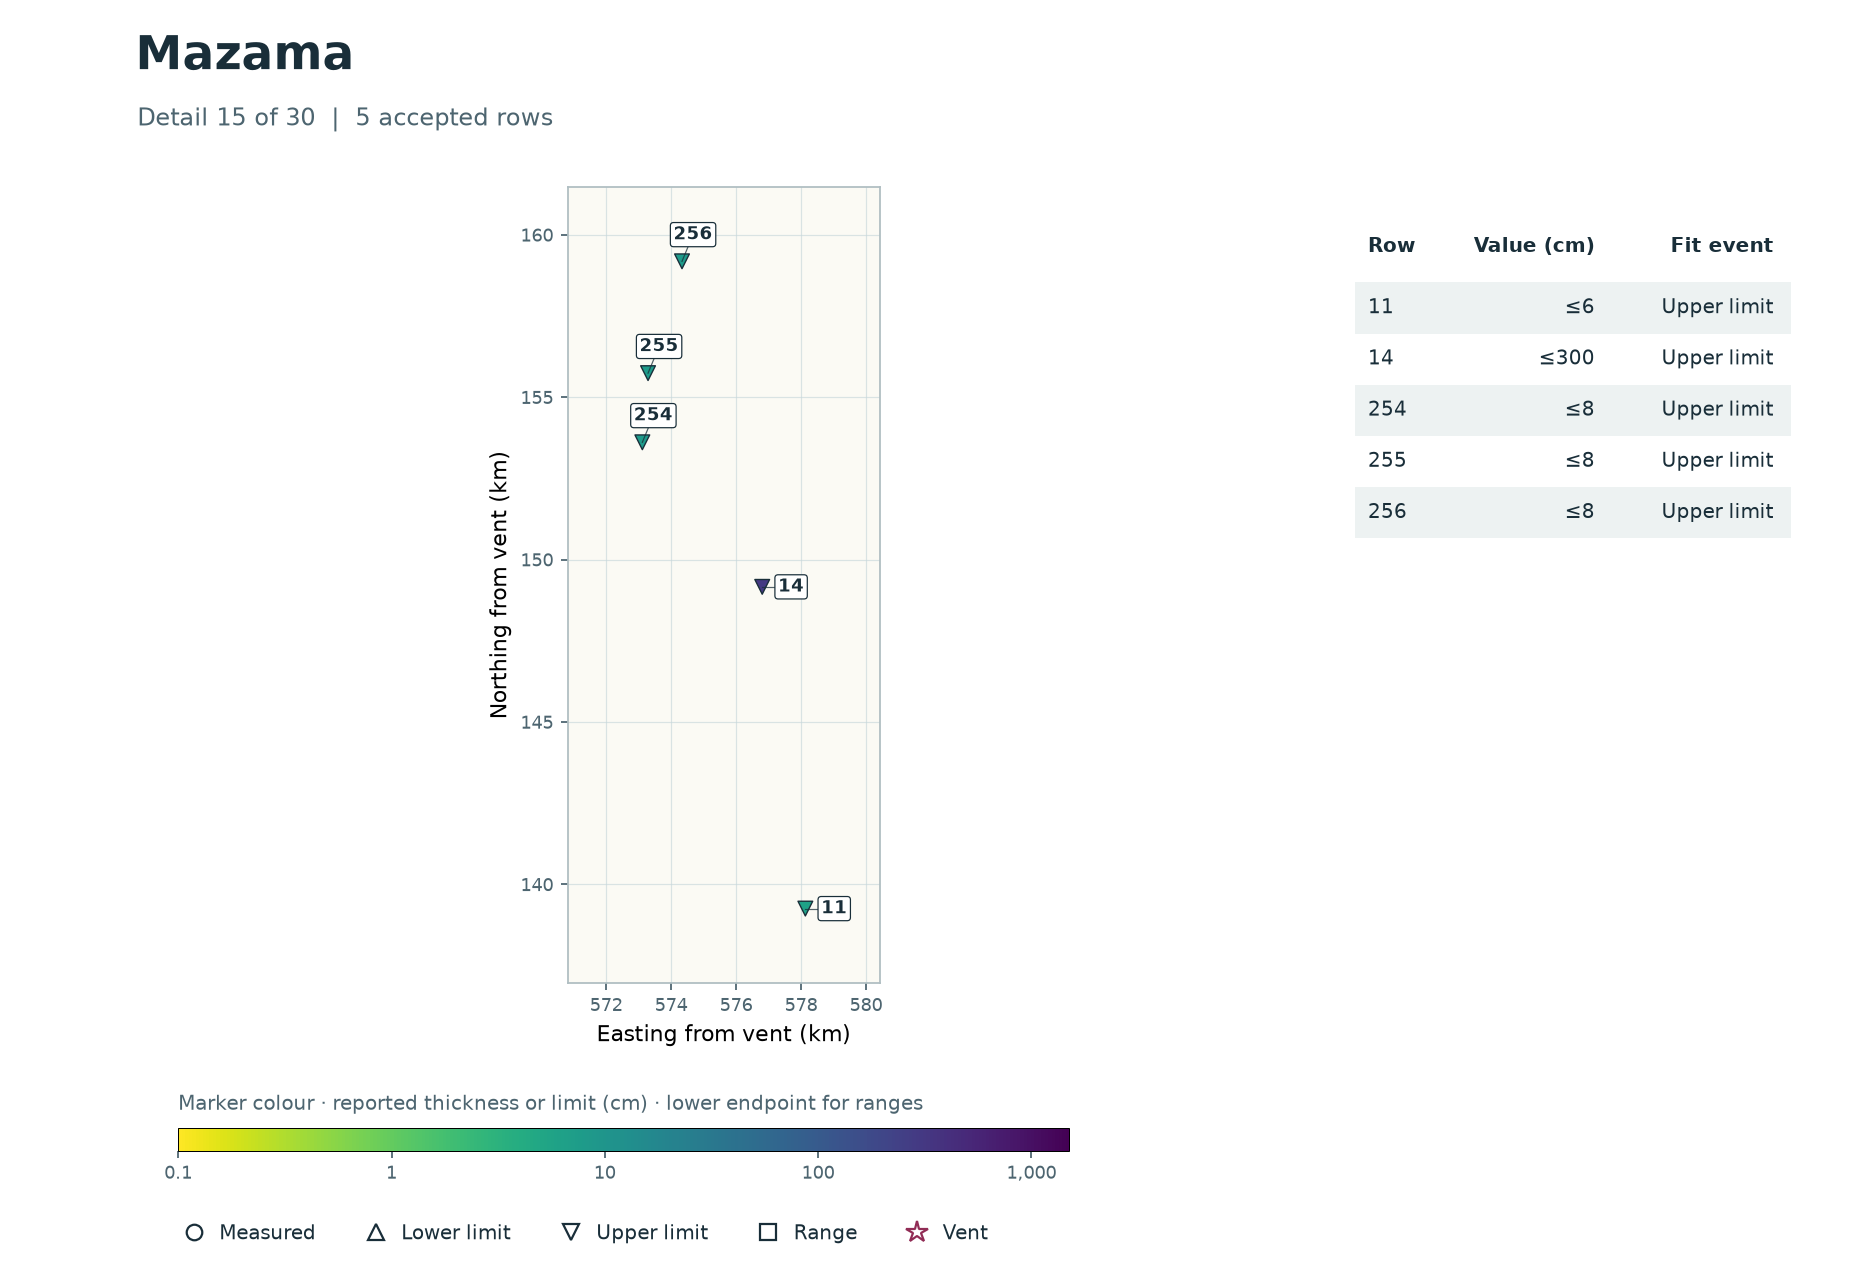 Mazama
Detail 15 of 30 | 5 accepted rows
256
255
254
14
11
160
155
150
145
140
Northing from vent (km)
572 574 576 578 580
Easting from vent (km)
Row Value (cm) Fit event
11 ≤6 Upper limit
14 ≤300 Upper limit
254 ≤8 Upper limit
255 ≤8 Upper limit
256 ≤8 Upper limit
Marker colour · reported thickness or limit (cm) · lower endpoint for ranges
0.1 1 10 100 1,000
Measured Lower limit Upper limit Range Vent